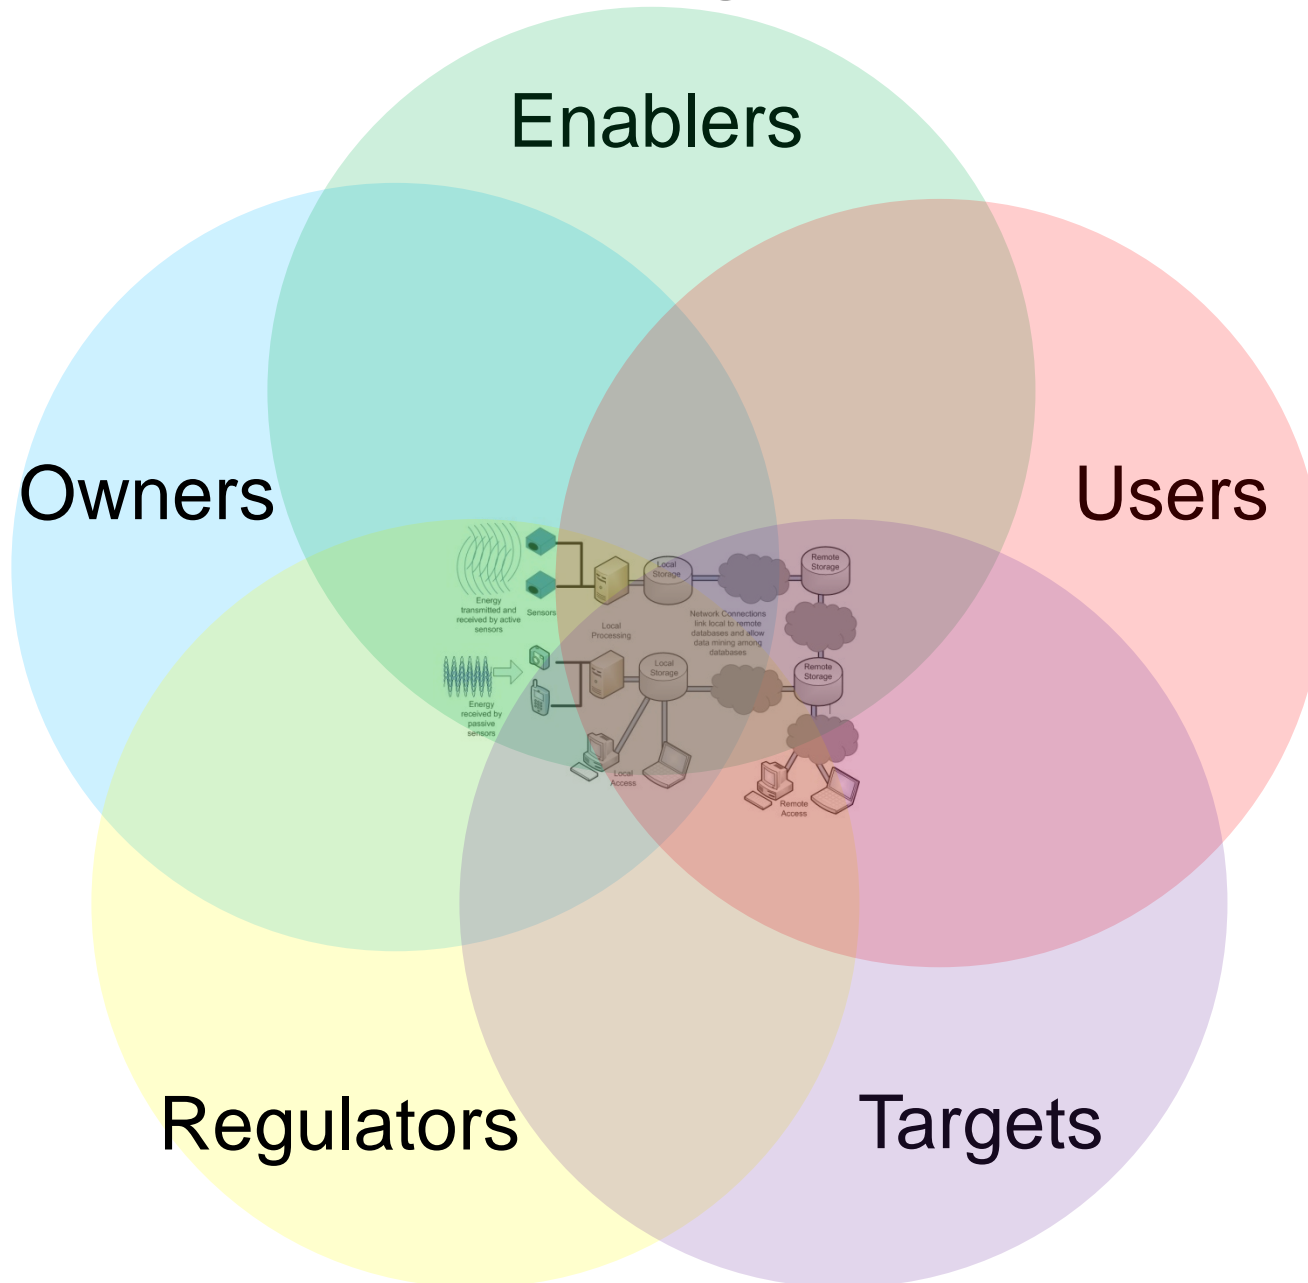 Enablers
Owners
Users
Energy
transmitted and
received by active
sensors
Sensors
Local
Processing
Local
Storage
Network Connections
link local to remote
databases and allow
data mining among
databases
Remote
Storage
Energy
received by
passive
sensors
Local
Storage
Remote
Storage
Local
Access
Remote
Access
Regulators
Targets